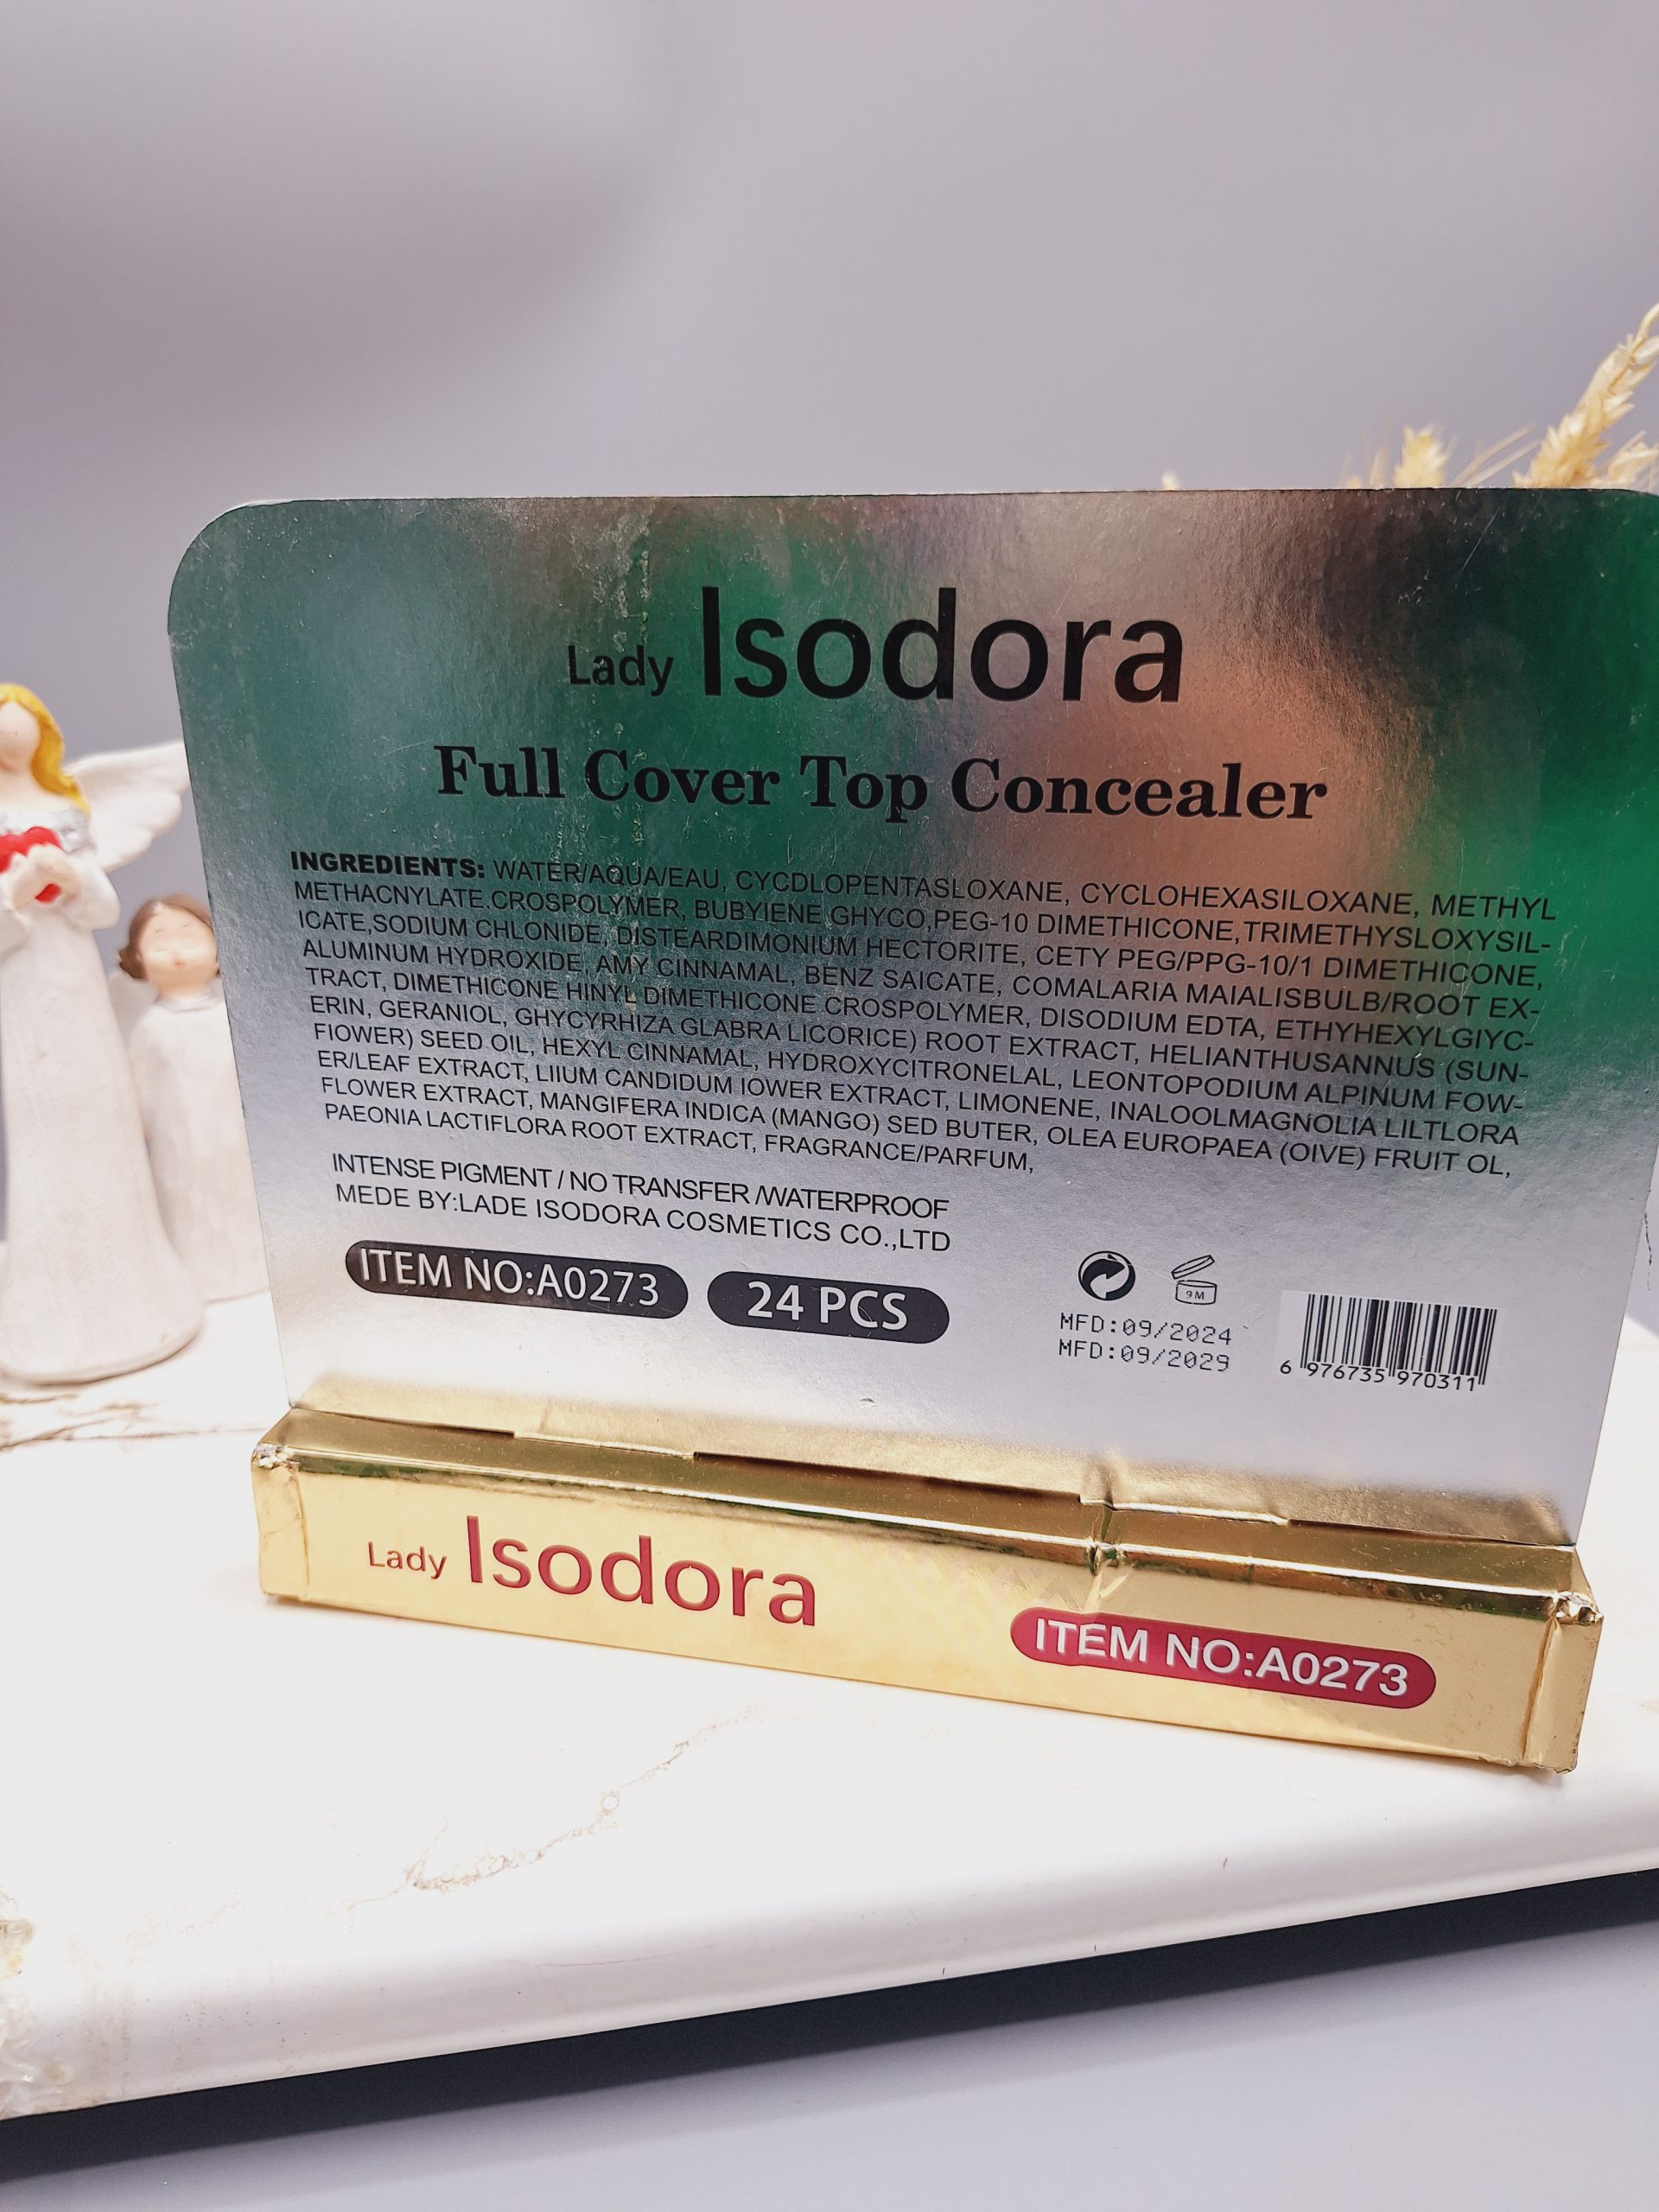 Lady Isodora
Full Cover Top Concealer
INGREDIENTS: WATER/AQUA/EAU, CYCDLOPENTASLOXANE, CYCLOHEXASILOXANE, METHYL
METHACNYLATE.CROSPOLYMER, BUBYIENE GHYCO,PEG-10 DIMETHICONE,TRIMETHYSLOXYSIL-
ICATE,SODIUM CHLONIDE, DISTEARDIMONIUM HECTORITE, CETY PEG/PPG-10/1 DIMETHICONE,
ALUMINUM HYDROXIDE, AMY CINNAMAL, BENZ SAICATE, COMALARIA MAIALISBULB/ROOT EX-
TRACT, DIMETHICONE HINYL DIMETHICONE CROSPOLYMER, DISODIUM EDTA, ETHYHEXYLGIYC-
ERIN, GERANIOL, GHYCYRHIZA GLABRA LICORICE) ROOT EXTRACT, HELIANTHUSANNUS (SUN-
FIOWER) SEED OIL, HEXYL CINNAMAL, HYDROXYCITRONELAL, LEONTOPODIUM ALPINUM FOW-
ER/LEAF EXTRACT, LIIUM CANDIDUM IOWER EXTRACT, LIMONENE, INALOOLMAGNOLIA LILTLORA
FLOWER EXTRACT, MANGIFERA INDICA (MANGO) SED BUTER, OLEA EUROPAEA (OIVE) FRUIT OL,
PAEONIA LACTIFLORA ROOT EXTRACT, FRAGRANCE/PARFUM,
INTENSE PIGMENT / NO TRANSFER /WATERPROOF
MEDE BY:LADE ISODORA COSMETICS CO.,LTD
ITEM NO:A0273
24 PCS
9M
MFD:09/2024
MFD:09/2029
6 976735 970311
Lady Isodora
ITEM NO:A0273